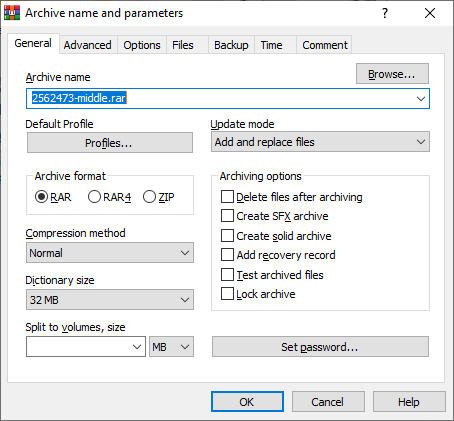 Archive name and parameters
?
General Advanced Options Files Backup Time Comment
Archive name
Browse...
2562473-middle.rar
Default Profile
Profiles...
Update mode
Add and replace files
Archive format
RAR RAR4 ZIP
Compression method
Normal
Dictionary size
32 MB
Split to volumes, size
MB
Archiving options
Delete files after archiving
Create SFX archive
Create solid archive
Add recovery record
Test archived files
Lock archive
Set password...
OK Cancel Help